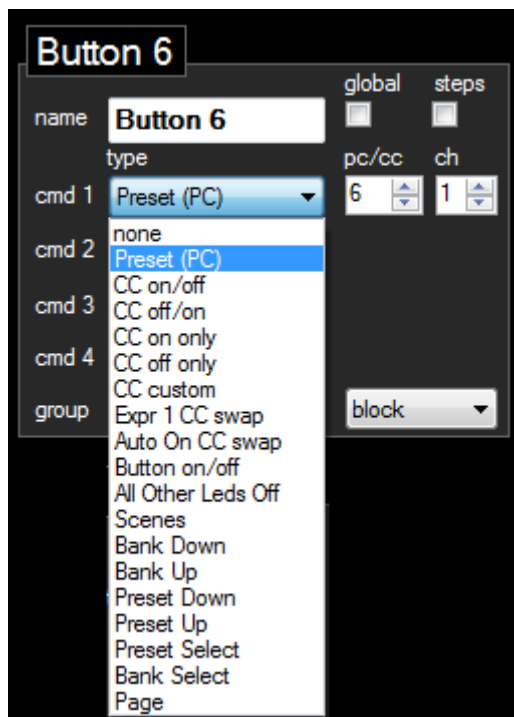 Button 6
global steps
name Button 6
type pc/cc ch
cmd 1 Preset (PC) 6 1
none
cmd 2 Preset (PC)
CC on/off
CC off/on
cmd 3 CC on only
CC off only
cmd 4 CC custom
group Expr 1 CC swap block
Auto On CC swap
Button on/off
All Other Leds Off
Scenes
Bank Down
Bank Up
Preset Down
Preset Up
Preset Select
Bank Select
Page